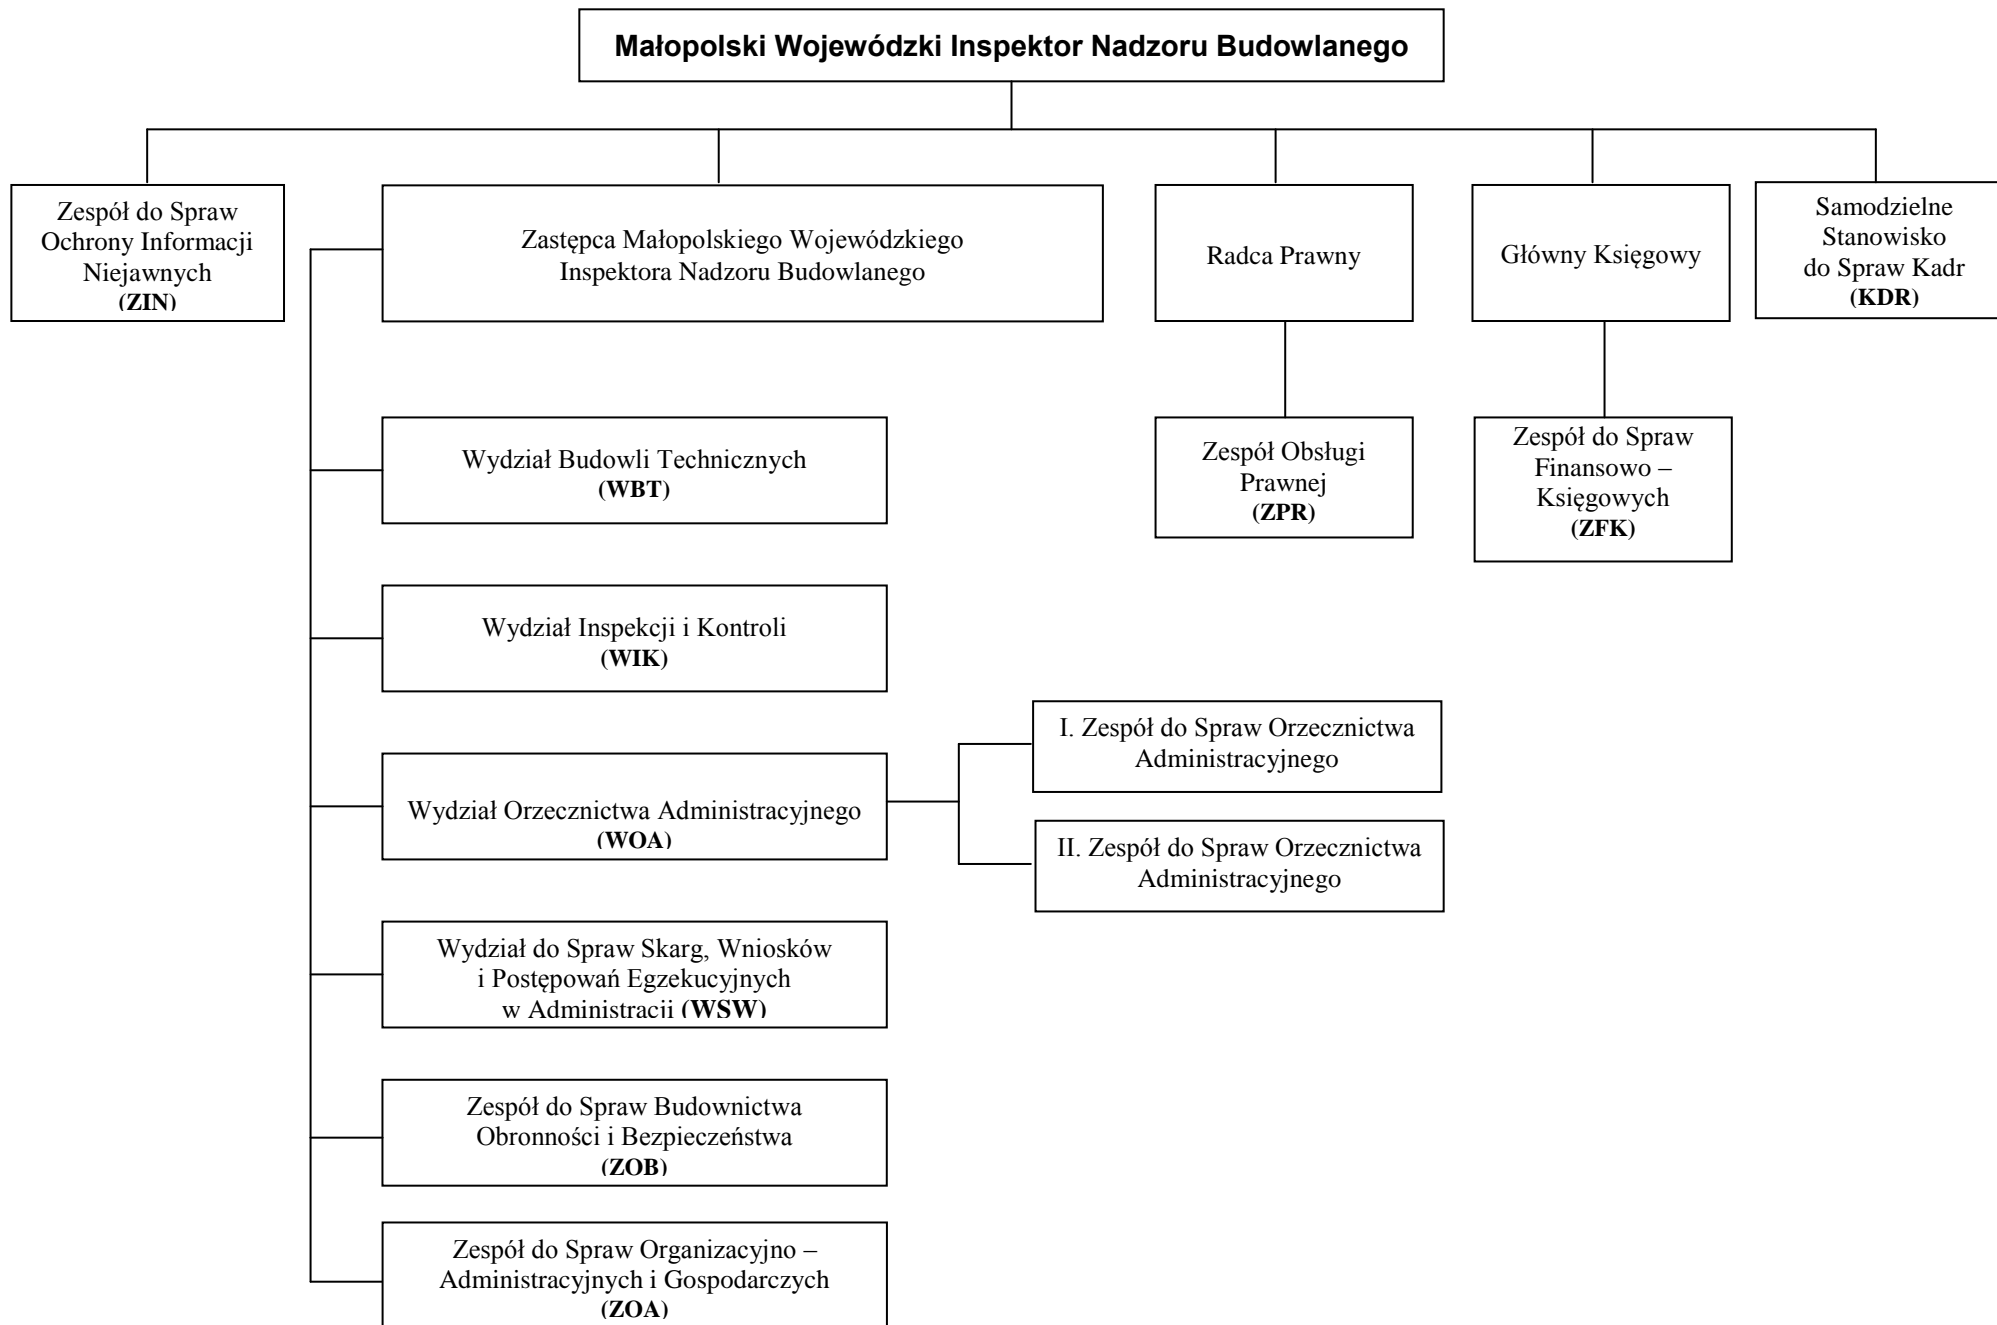 Małopolski Wojewódzki Inspektor Nadzoru Budowlanego
Zespół do Spraw
Ochrony Informacji
Niejawnych
(ZIN)
Zastępca Małopolskiego Wojewódzkiego
Inspektora Nadzoru Budowlanego
Radca Prawny
Główny Księgowy
Samodzielne
Stanowisko
do Spraw Kadr
(KDR)
Wydział Budowli Technicznych
(WBT)
Zespół Obsługi
Prawnej
(ZPR)
Zespół do Spraw
Finansowo –
Księgowych
(ZFK)
Wydział Inspekcji i Kontroli
(WIK)
Wydział Orzecznictwa Administracyjnego
(WOA)
I. Zespół do Spraw Orzecznictwa
Administracyjnego
II. Zespół do Spraw Orzecznictwa
Administracyjnego
Wydział do Spraw Skarg, Wniosków
i Postępowań Egzekucyjnych
w Administracji (WSW)
Zespół do Spraw Budownictwa
Obronności i Bezpieczeństwa
(ZOB)
Zespół do Spraw Organizacyjno –
Administracyjnych i Gospodarczych
(ZOA)